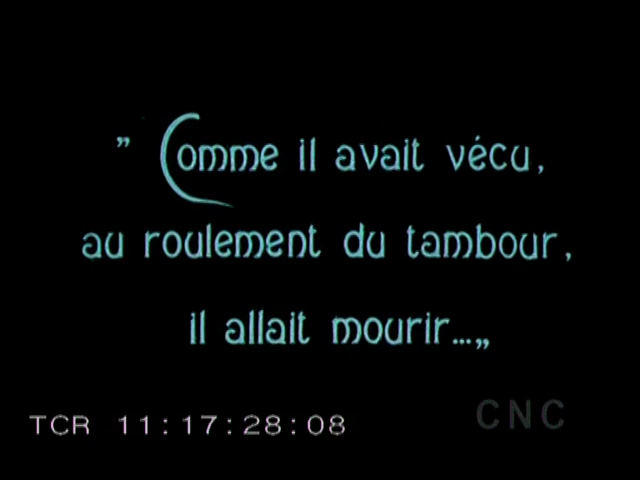 ” Comme il avait vécu,
au roulement du tambour,
il allait mourir...„
CNC
TCR 11:17:28:08